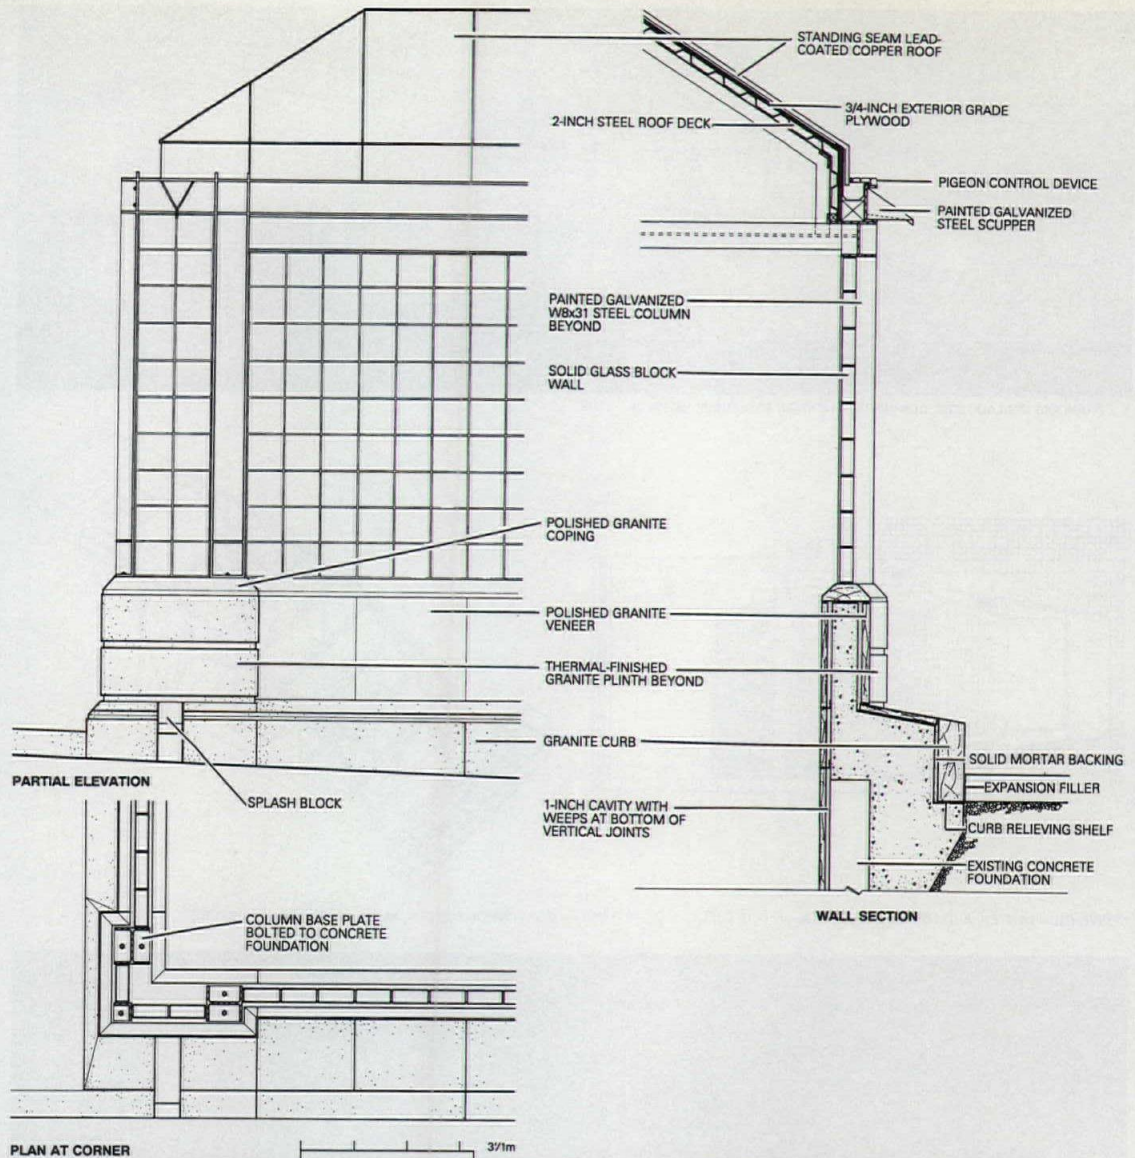 STANDING SEAM LEAD-
COATED COPPER ROOF
3/4-INCH EXTERIOR GRADE
PLYWOOD
2-INCH STEEL ROOF DECK
PIGEON CONTROL DEVICE
PAINTED GALVANIZED
STEEL SCUPPER
PAINTED GALVANIZED
W8x31 STEEL COLUMN
BEYOND
SOLID GLASS BLOCK
WALL
POLISHED GRANITE
COPING
POLISHED GRANITE
VENEER
THERMAL-FINISHED
GRANITE PLINTH BEYOND
GRANITE CURB
SOLID MORTAR BACKING
PARTIAL ELEVATION
EXPANSION FILLER
SPLASH BLOCK
1-INCH CAVITY WITH
WEEPS AT BOTTOM OF
VERTICAL JOINTS
CURB RELIEVING SHELF
EXISTING CONCRETE
FOUNDATION
WALL SECTION
COLUMN BASE PLATE
BOLTED TO CONCRETE
FOUNDATION
PLAN AT CORNER
3'/1m